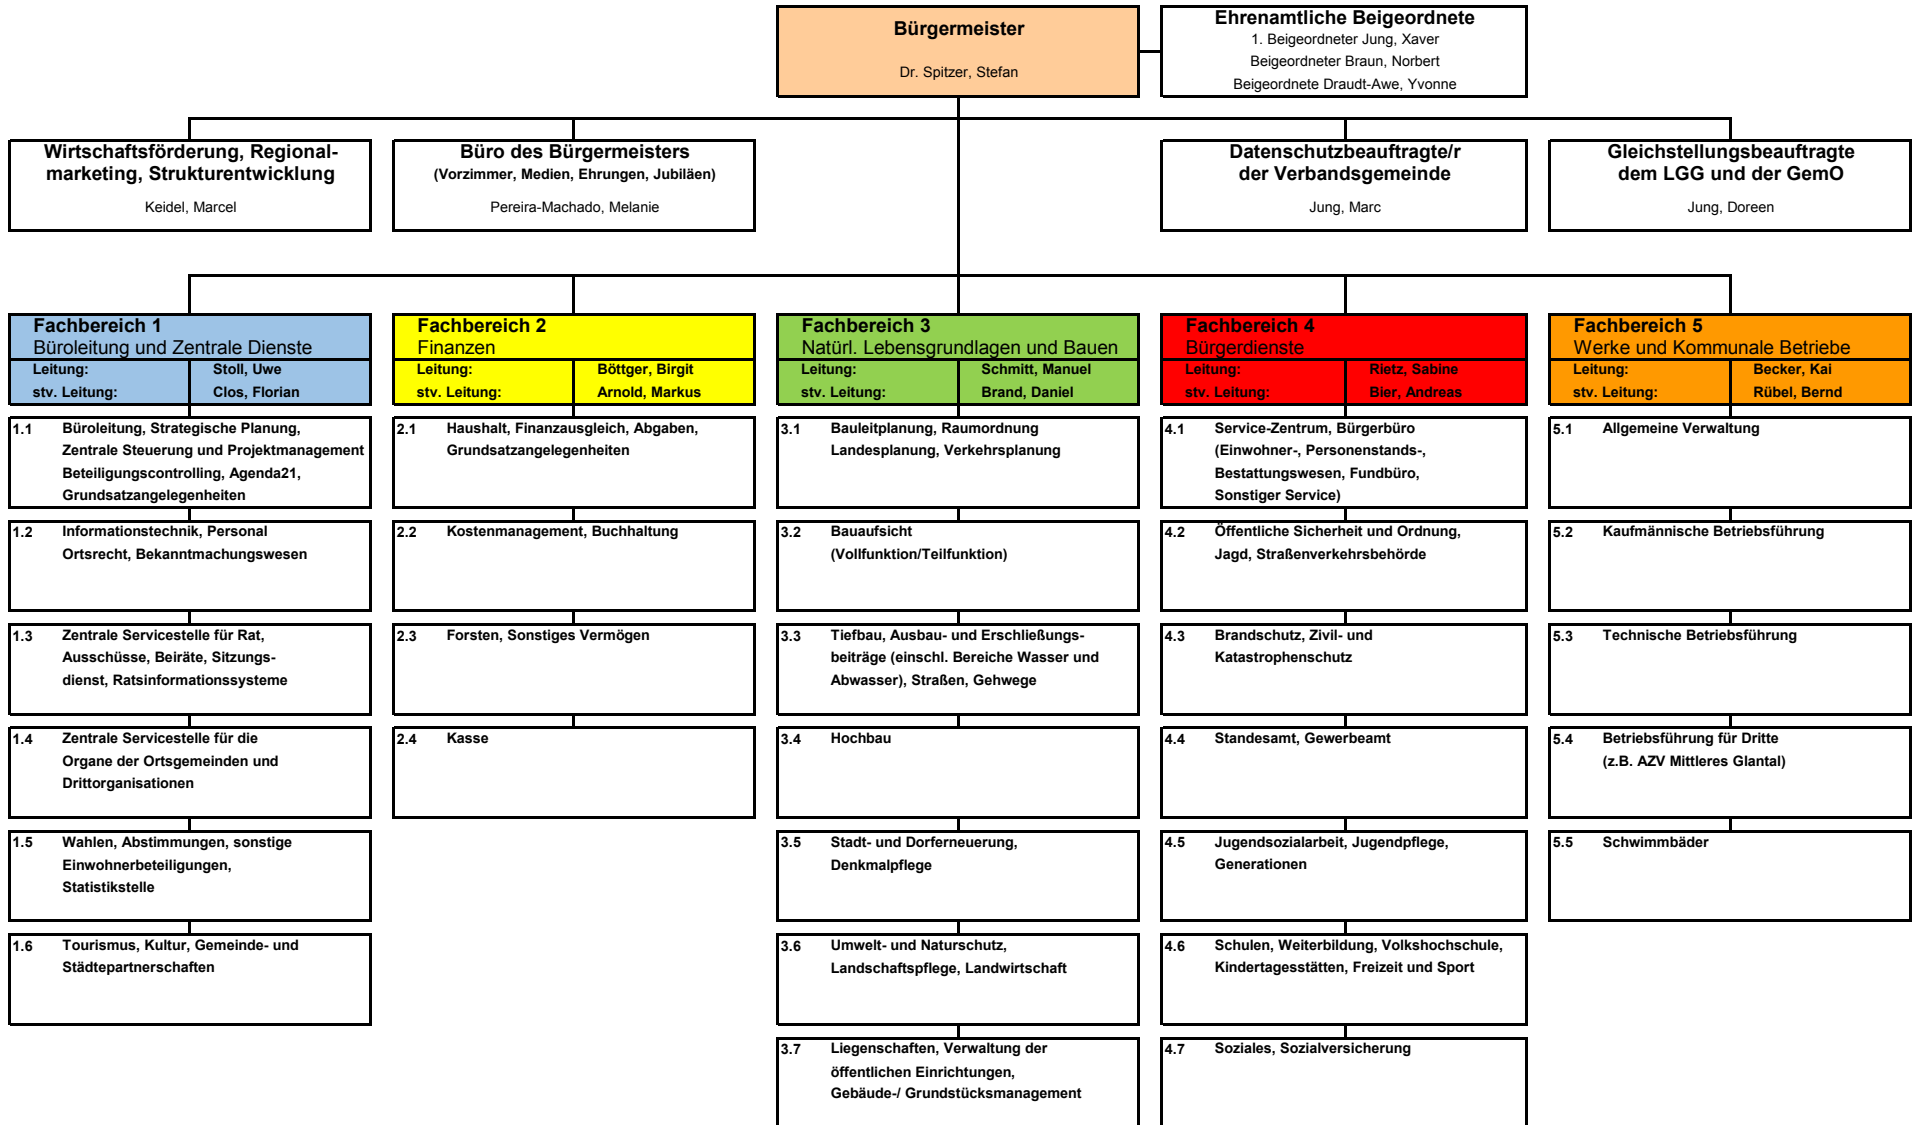 Bürgermeister
Dr. Spitzer, Stefan
Ehrenamtliche Beigeordnete
1. Beigeordneter Jung, Xaver
Beigeordneter Braun, Norbert
Beigeordnete Draudt-Awe, Yvonne
Wirtschaftsförderung, Regional-
marketing, Strukturentwicklung
Keidel, Marcel
Büro des Bürgermeisters
(Vorzimmer, Medien, Ehrungen, Jubiläen)
Pereira-Machado, Melanie
Datenschutzbeauftragte/r
der Verbandsgemeinde
Jung, Marc
Gleichstellungsbeauftragte
dem LGG und der GemO
Jung, Doreen
Fachbereich 1
Büroleitung und Zentrale Dienste
Leitung: Stoll, Uwe
stv. Leitung: Clos, Florian
1.1 Büroleitung, Strategische Planung,
Zentrale Steuerung und Projektmanagement
Beteiligungscontrolling, Agenda21,
Grundsatzangelegenheiten
1.2 Informationstechnik, Personal
Ortsrecht, Bekanntmachungswesen
1.3 Zentrale Servicestelle für Rat,
Ausschüsse, Beiräte, Sitzungs-
dienst, Ratsinformationssysteme
1.4 Zentrale Servicestelle für die
Organe der Ortsgemeinden und
Drittorganisationen
1.5 Wahlen, Abstimmungen, sonstige
Einwohnerbeteiligungen,
Statistikstelle
1.6 Tourismus, Kultur, Gemeinde- und
Städtepartnerschaften
Fachbereich 2
Finanzen
Leitung: Böttger, Birgit
stv. Leitung: Arnold, Markus
2.1 Haushalt, Finanzausgleich, Abgaben,
Grundsatzangelegenheiten
2.2 Kostenmanagement, Buchhaltung
2.3 Forsten, Sonstiges Vermögen
2.4 Kasse
Fachbereich 3
Natürl. Lebensgrundlagen und Bauen
Leitung: Schmitt, Manuel
stv. Leitung: Brand, Daniel
3.1 Bauleitplanung, Raumordnung
Landesplanung, Verkehrsplanung
3.2 Bauaufsicht
(Vollfunktion/Teilfunktion)
3.3 Tiefbau, Ausbau- und Erschließungs-
beiträge (einschl. Bereiche Wasser und
Abwasser), Straßen, Gehwege
3.4 Hochbau
3.5 Stadt- und Dorferneuerung,
Denkmalpflege
3.6 Umwelt- und Naturschutz,
Landschaftspflege, Landwirtschaft
3.7 Liegenschaften, Verwaltung der
öffentlichen Einrichtungen,
Gebäude-/ Grundstücksmanagement
Fachbereich 4
Bürgerdienste
Leitung: Rietz, Sabine
stv. Leitung: Bier, Andreas
4.1 Service-Zentrum, Bürgerbüro
(Einwohner-, Personenstands-,
Bestattungswesen, Fundbüro,
Sonstiger Service)
4.2 Öffentliche Sicherheit und Ordnung,
Jagd, Straßenverkehrsbehörde
4.3 Brandschutz, Zivil- und
Katastrophenschutz
4.4 Standesamt, Gewerbeamt
4.5 Jugendsozialarbeit, Jugendpflege,
Generationen
4.6 Schulen, Weiterbildung, Volkshochschule,
Kindertagesstätten, Freizeit und Sport
4.7 Soziales, Sozialversicherung
Fachbereich 5
Werke und Kommunale Betriebe
Leitung: Becker, Kai
stv. Leitung: Rübel, Bernd
5.1 Allgemeine Verwaltung
5.2 Kaufmännische Betriebsführung
5.3 Technische Betriebsführung
5.4 Betriebsführung für Dritte
(z.B. AZV Mittleres Glantal)
5.5 Schwimmbäder